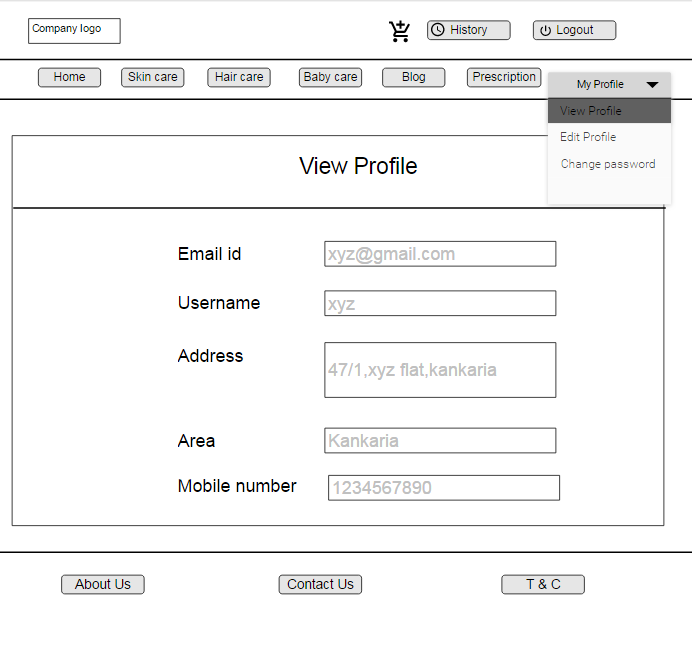 Company logo
History
Logout
Home
Skin care
Hair care
Baby care
Blog
Prescription
My Profile
View Profile
Edit Profile
Change password
View Profile
Email id
xyz@gmail.com
Username
xyz
Address
47/1,xyz flat,kankaria
Area
Kankaria
Mobile number
1234567890
About Us
Contact Us
T & C